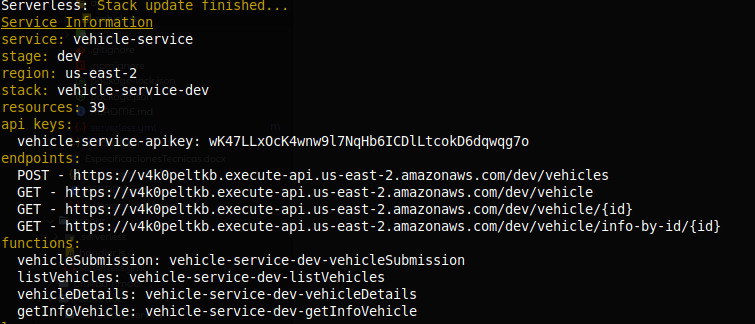 Serverless: Stack update finished...
Service Information
service: vehicle-service
stage: dev
region: us-east-2
stack: vehicle-service-dev
resources: 39
api keys:
  vehicle-service-apikey: wK47LLxOcK4wnw9l7NqHb6ICDlLtcokD6dqwqg7o
endpoints:
  POST - https://v4k0peltkb.execute-api.us-east-2.amazonaws.com/dev/vehicles
  GET - https://v4k0peltkb.execute-api.us-east-2.amazonaws.com/dev/vehicle
  GET - https://v4k0peltkb.execute-api.us-east-2.amazonaws.com/dev/vehicle/{id}
  GET - https://v4k0peltkb.execute-api.us-east-2.amazonaws.com/dev/vehicle/info-by-id/{id}
functions:
  vehicleSubmission: vehicle-service-dev-vehicleSubmission
  listVehicles: vehicle-service-dev-listVehicles
  vehicleDetails: vehicle-service-dev-vehicleDetails
  getInfoVehicle: vehicle-service-dev-getInfoVehicle